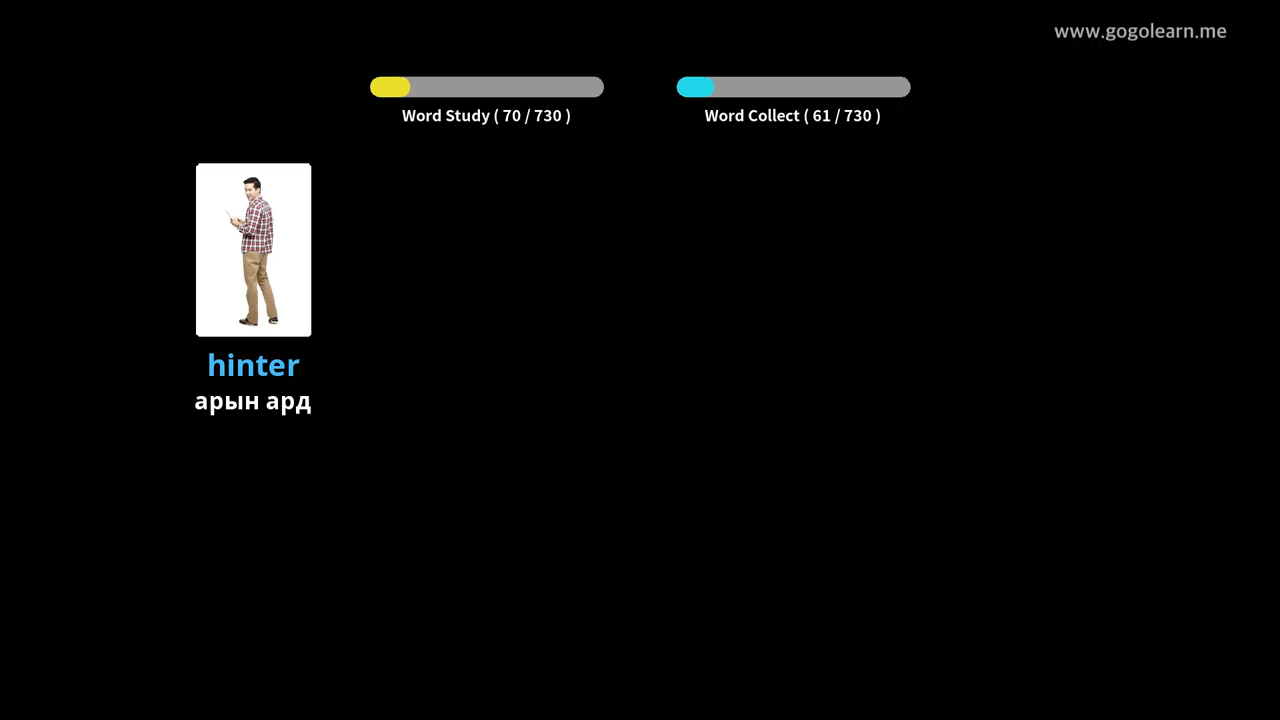 www.gogolearn.me
Word Study ( 70 / 730 )
Word Collect ( 61 / 730 )
hinter
арын ард